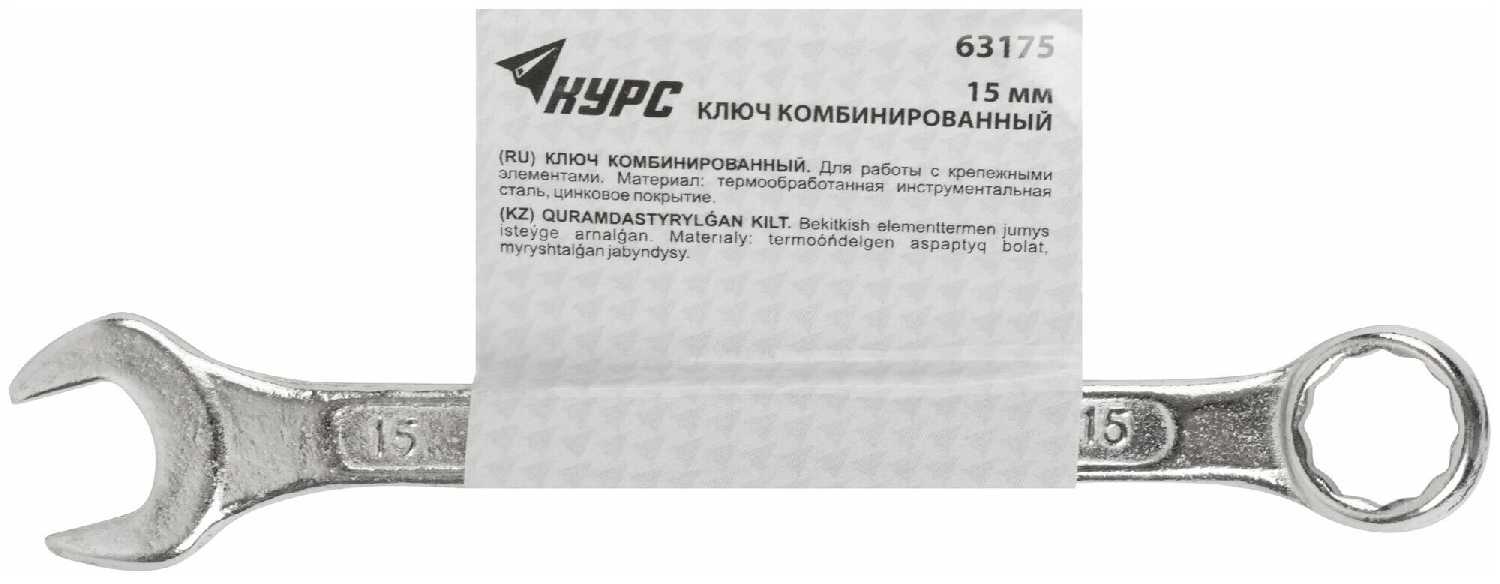 КУРС
63175
15 мм
КЛЮЧ КОМБИНИРОВАННЫЙ
(RU) КЛЮЧ КОМБИНИРОВАННЫЙ. Для работы с крепежными
элементами. Материал: термообработанная инструментальная
сталь, цинковое покрытие.
(KZ) QURAMDASTYRYLǴAN KILT. Bekitkish elementtermen jumys
isteýge arnalǵan. Materıaly: termoóńdelgen aspaptyq bolat,
myryshtalǵan jabyndysy.
15
15